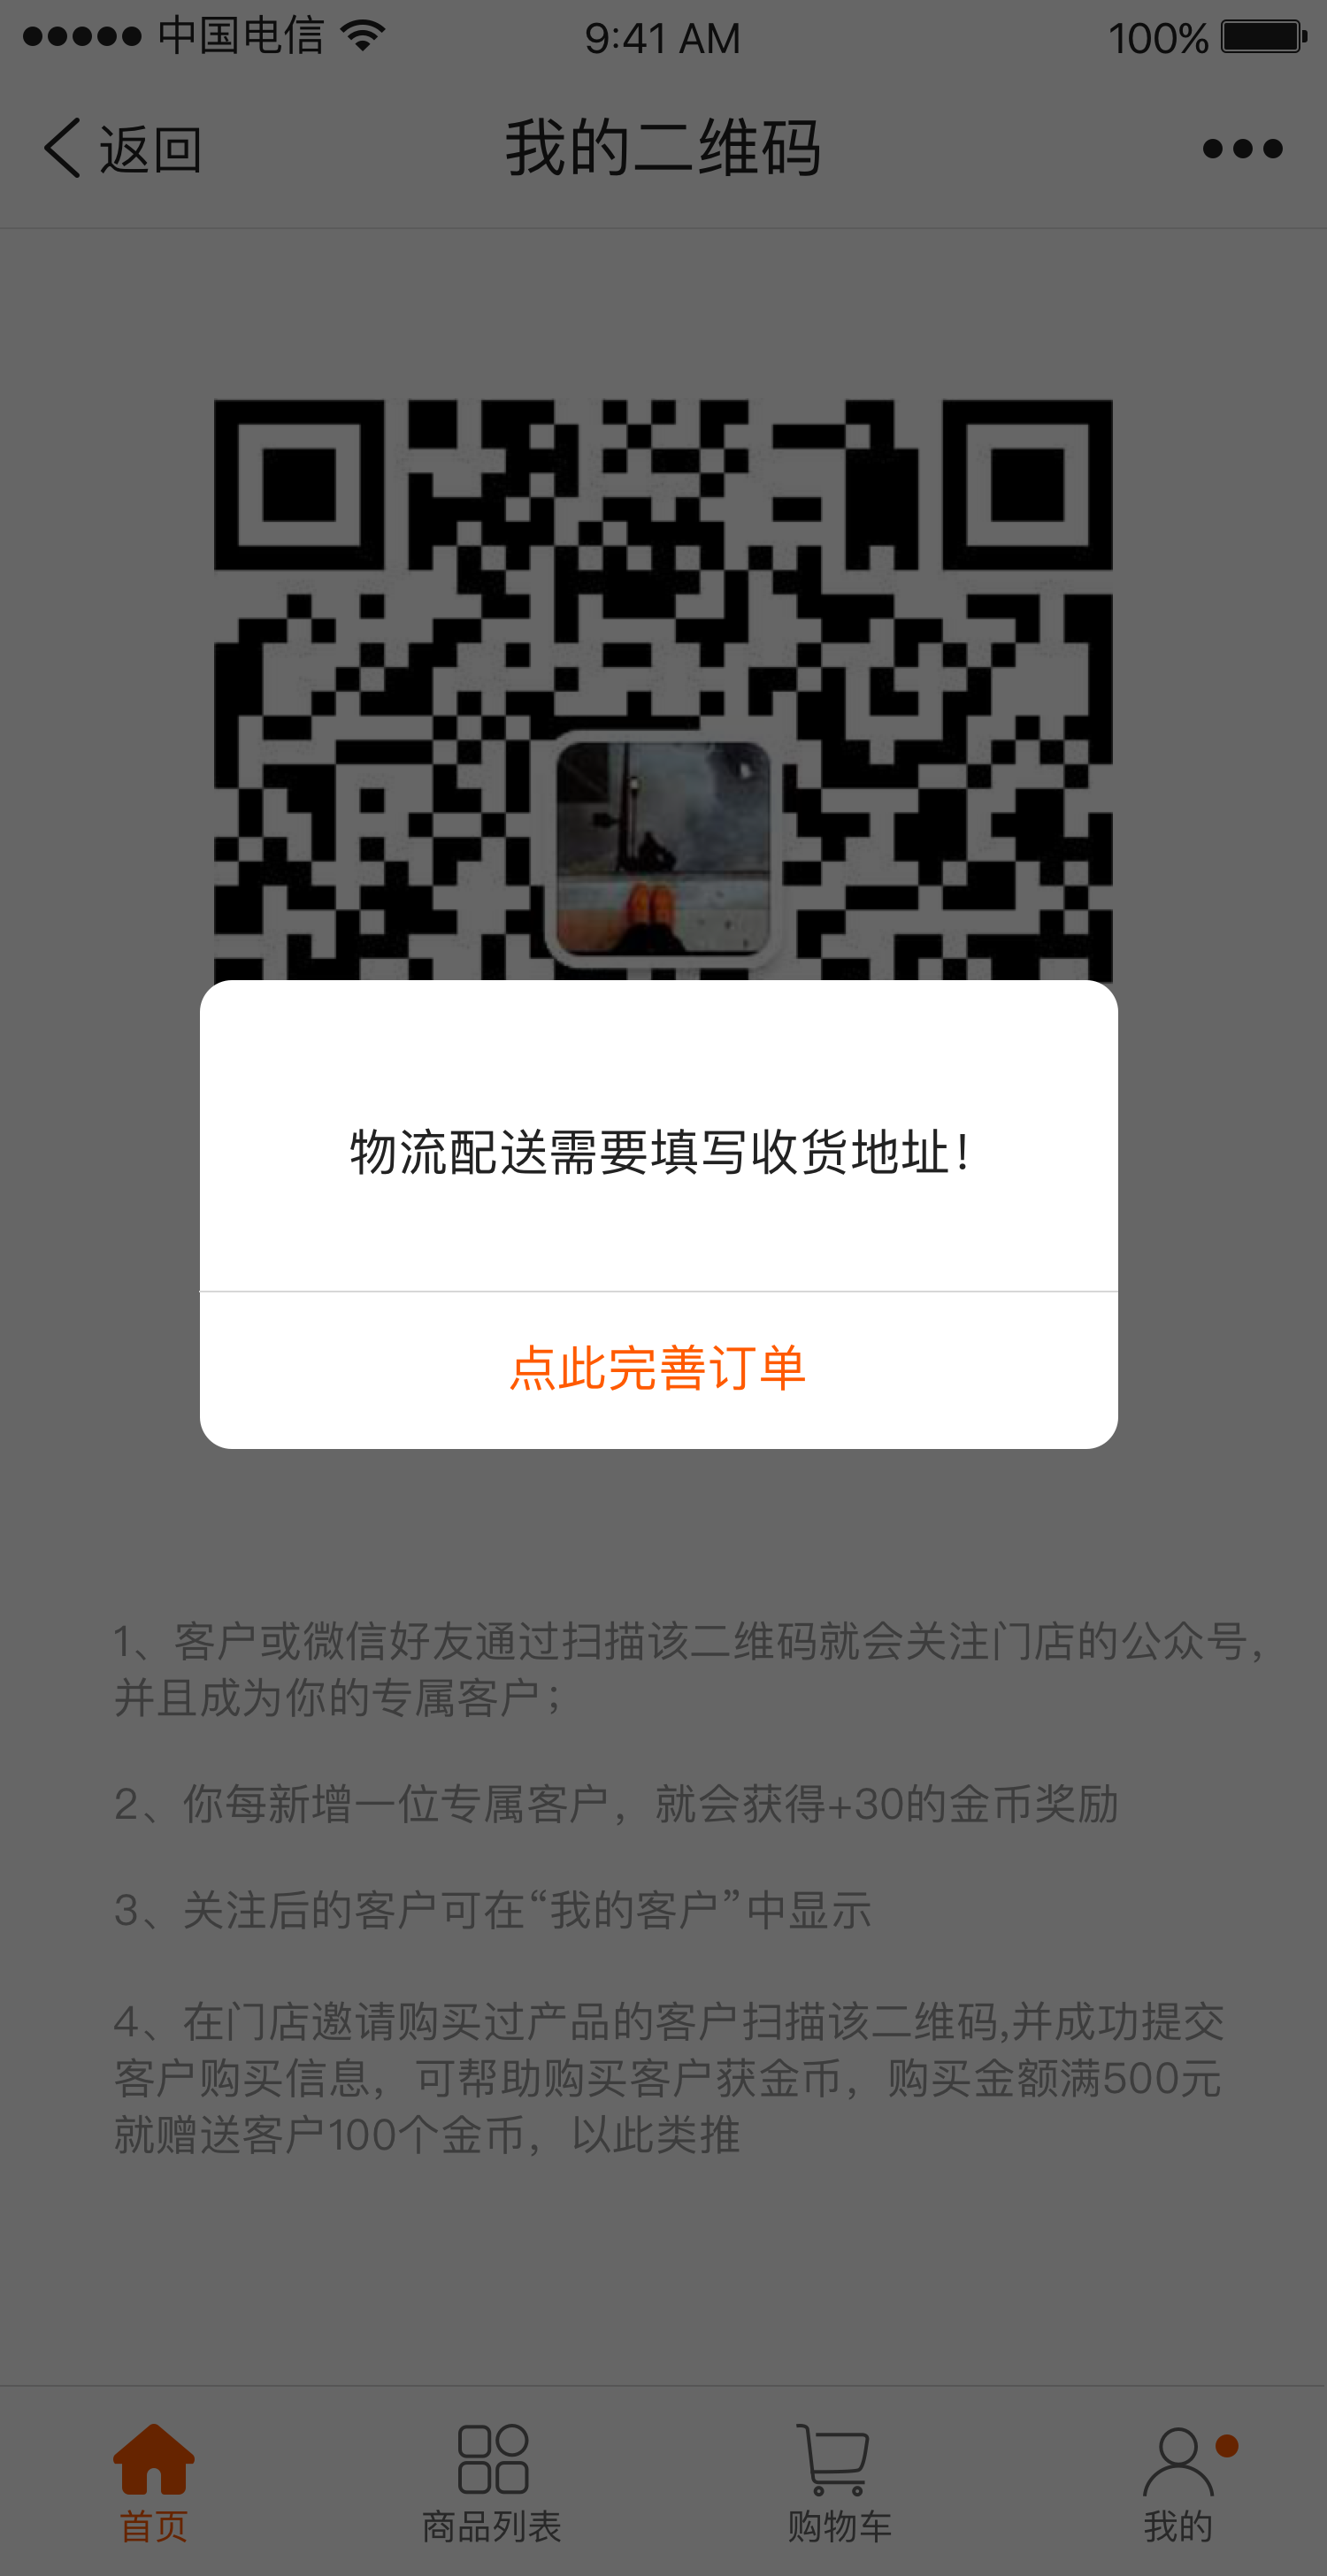 中国电信
9:41 AM
100%
返回
我的二维码
物流配送需要填写收货地址！
点此完善订单
1、客户或微信好友通过扫描该二维码就会关注门店的公众号，
并且成为你的专属客户；
2、你每新增一位专属客户，就会获得+30的金币奖励
3、关注后的客户可在“我的客户”中显示
4、在门店邀请购买过产品的客户扫描该二维码,并成功提交
客户购买信息，可帮助购买客户获金币，购买金额满500元
就赠送客户100个金币，以此类推
首页
商品列表
购物车
我的